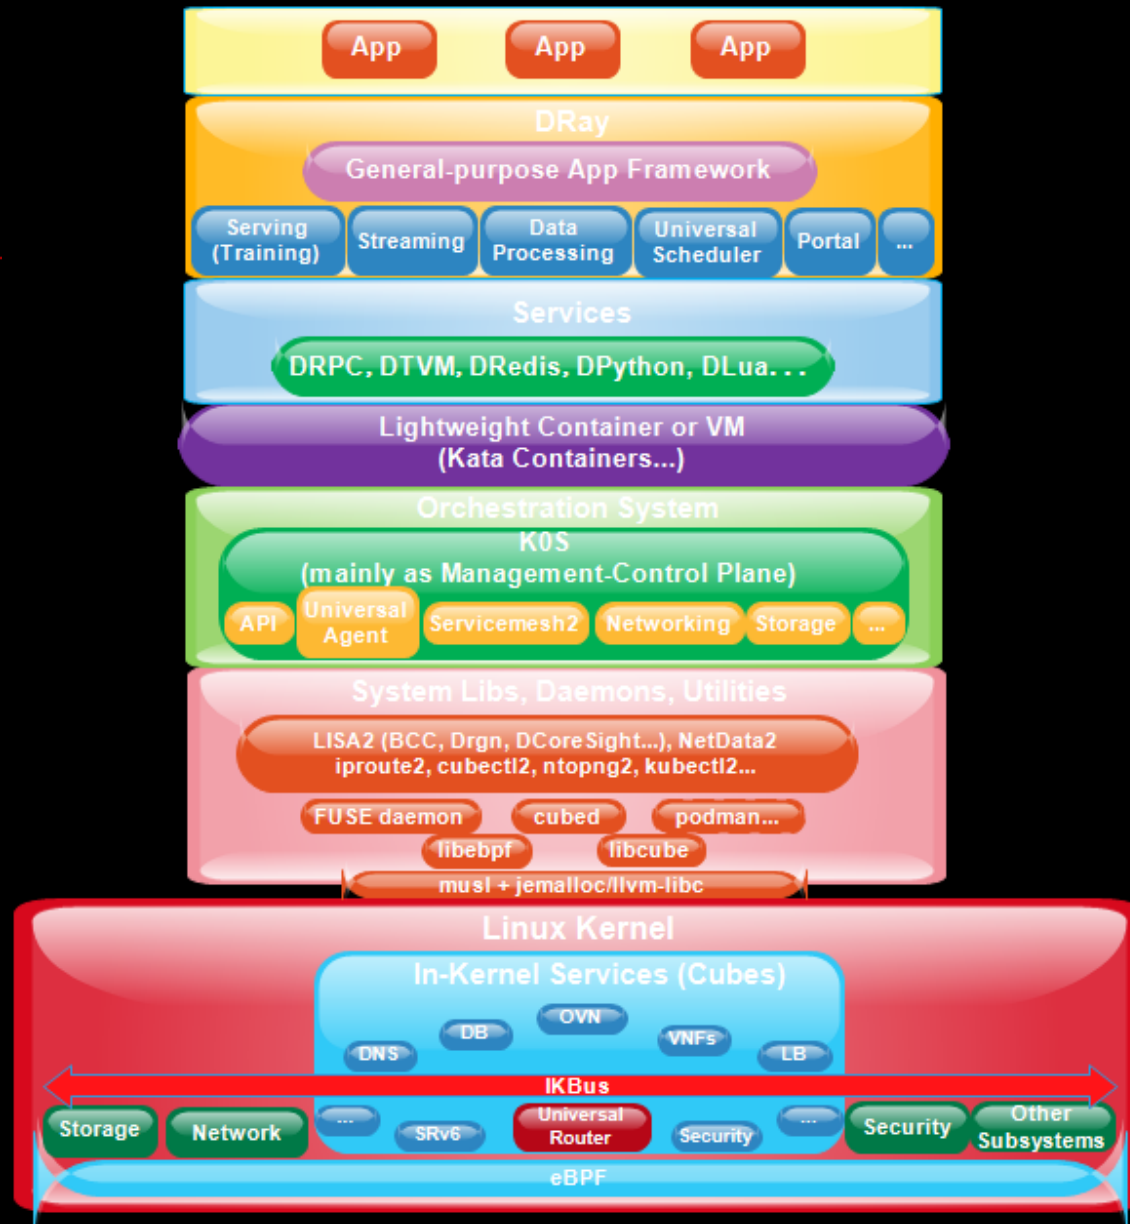 App App App
DRay
General-purpose App Framework
Serving
(Training)
Streaming
Data
Processing
Universal
Scheduler
Portal
...
Services
DRPC, DTVM, DRedis, DPython, DLua...
Lightweight Container or VM
(Kata Containers...)
Orchestration System
K0S
(mainly as Management-Control Plane)
API
Universal
Agent
Servicemesh2
Networking
Storage
...
System Libs, Daemons, Utilities
LISA2 (BCC, Drgn, DCoreSight...), NetData2
iproute2, cubectl2, ntopng2, kubectl2...
FUSE daemon
cubed
podman...
libebpf
libcube
musl + jemalloc/llvm-libc
Linux Kernel
In-Kernel Services (Cubes)
OVN
DB
VNFs
DNS
LB
IKBus
Storage
Network
...
SRv6
Universal
Router
Security
...
Security
Other
Subsystems
eBPF